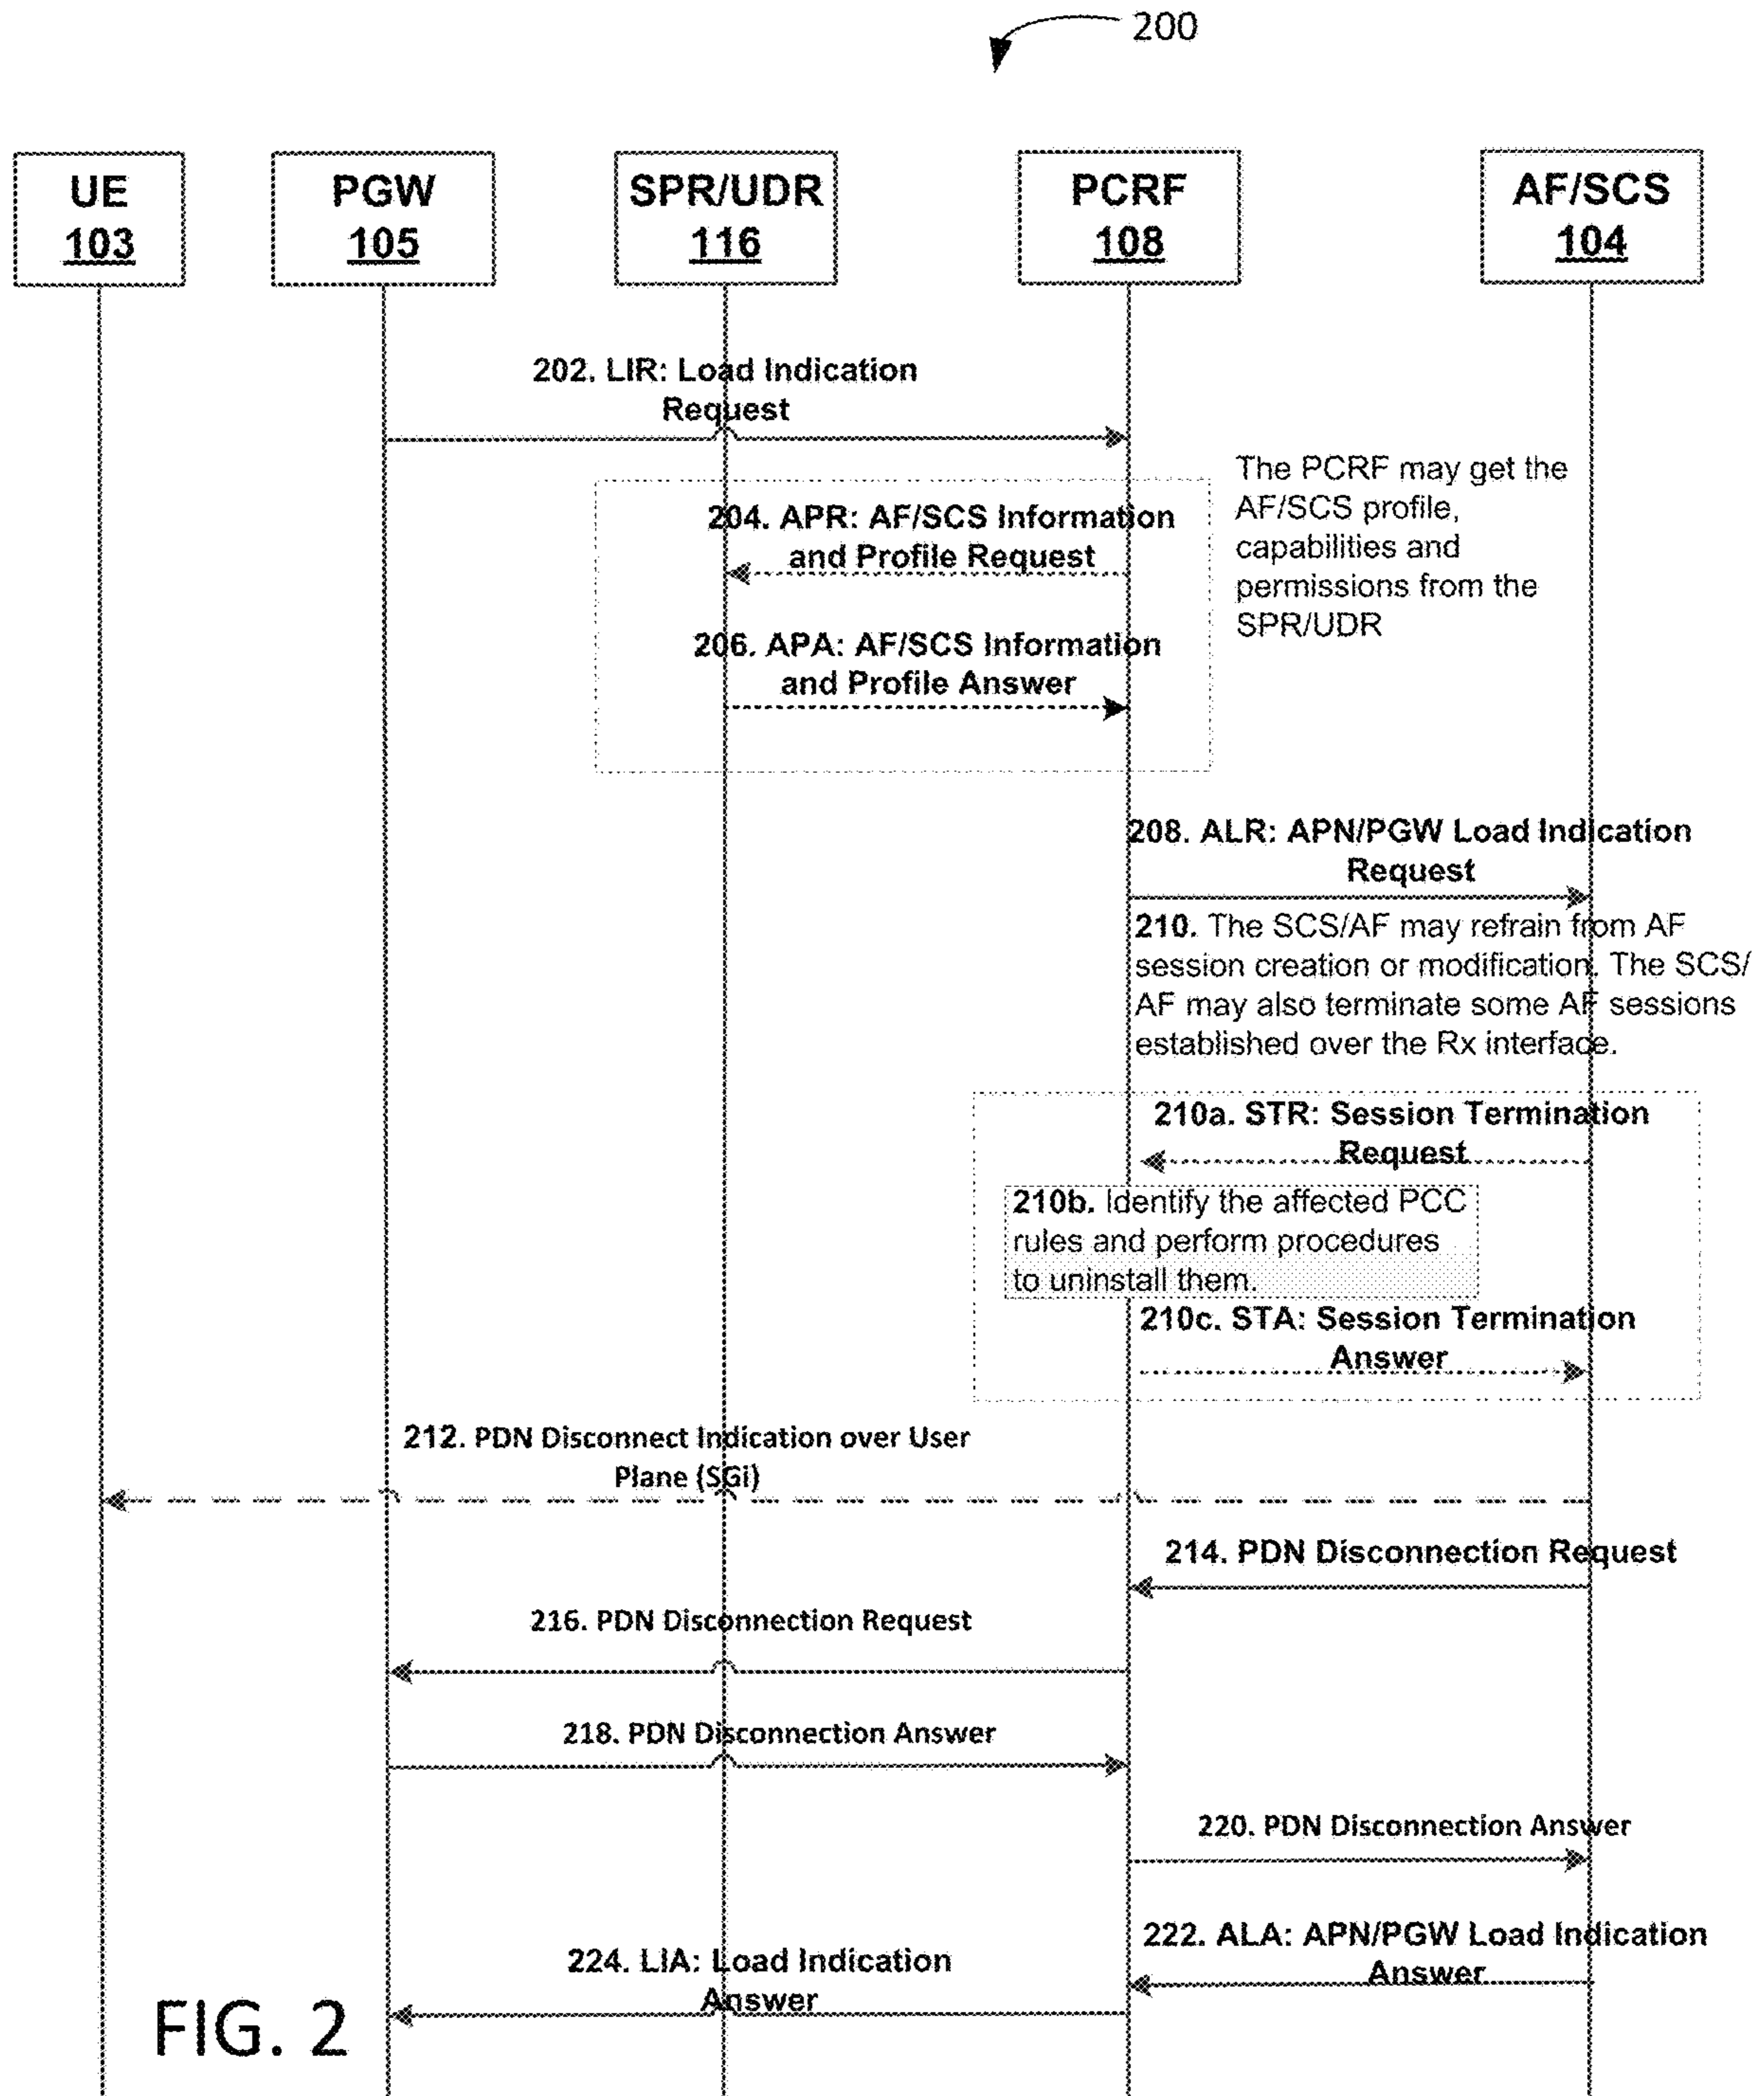 200
UE
103
PGW
105
SPR/UDR
116
PCRF
108
AF/SCS
104
202. LIR: Load Indication
Request
The PCRF may get the
AF/SCS profile,
capabilities and
permissions from the
SPR/UDR
204. APR: AF/SCS Information
and Profile Request
206. APA: AF/SCS Information
and Profile Answer
208. ALR: APN/PGW Load Indication
Request
210. The SCS/AF may refrain from AF
session creation or modification. The SCS/
AF may also terminate some AF sessions
established over the Rx interface.
210a. STR: Session Termination
Request
210b. Identify the affected PCC
rules and perform procedures
to uninstall them.
210c. STA: Session Termination
Answer
212. PDN Disconnect Indication over User
Plane (SGi)
214. PDN Disconnection Request
216. PDN Disconnection Request
218. PDN Disconnection Answer
220. PDN Disconnection Answer
222. ALA: APN/PGW Load Indication
Answer
224. LIA: Load Indication
Answer
FIG. 2